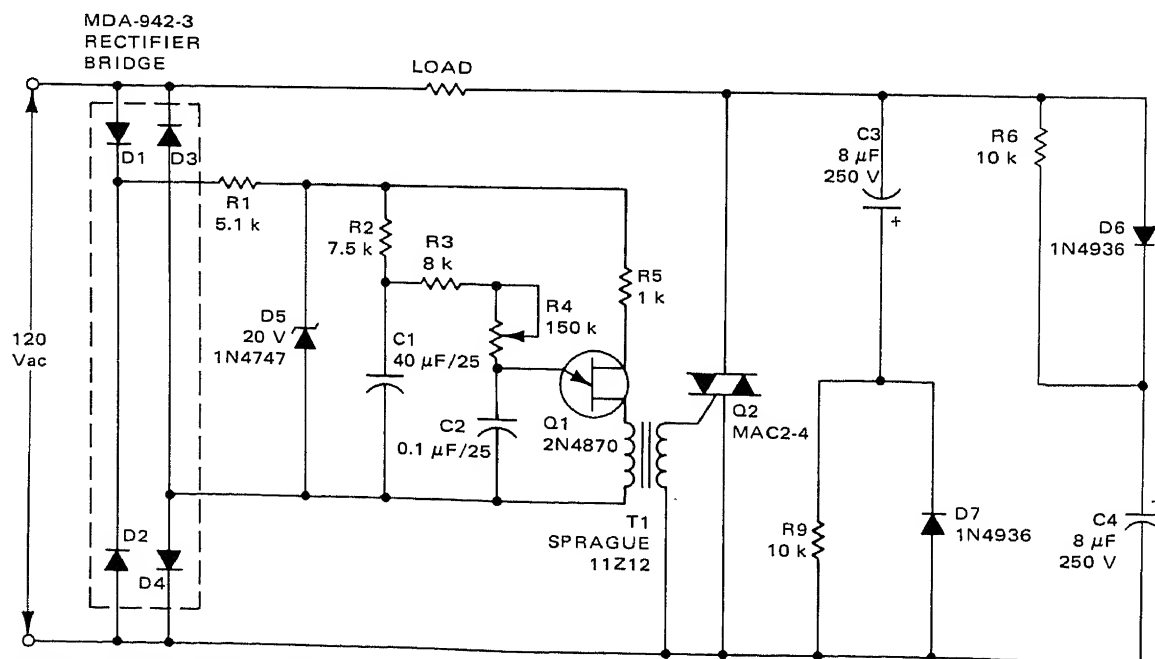 MDA-942-3
RECTIFIER
BRIDGE
LOAD
D1
D3
R1
5.1 k
R2
7.5 k
R3
8 k
R4
150 k
R5
1 k
C3
8 µF
250 V
+
R6
10 k
D6
1N4936
120
Vac
D5
20 V
1N4747
C1
40 µF/25
C2
0.1 µF/25
Q1
2N4870
Q2
MAC2-4
D2
D4
T1
SPRAGUE
11Z12
R9
10 k
D7
1N4936
C4
8 µF
250 V